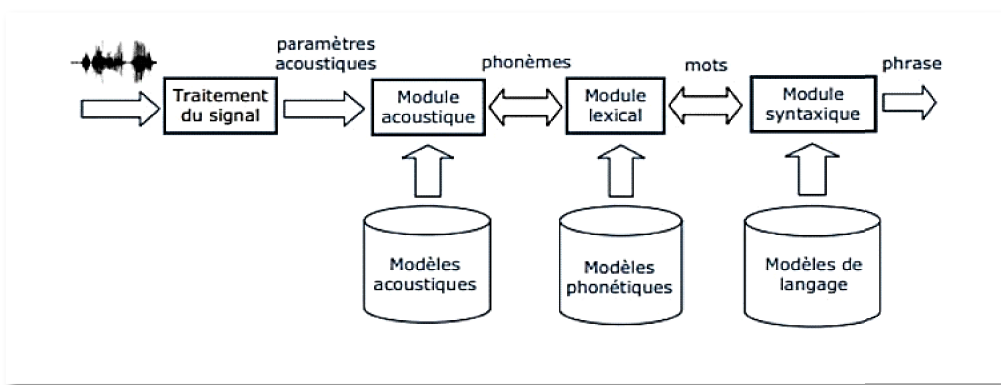 paramètres
acoustiques
phonèmes
mots
phrase
Traitement
du signal
Module
acoustique
Module
lexical
Module
syntaxique
Modèles
acoustiques
Modèles
phonétiques
Modèles de
langage